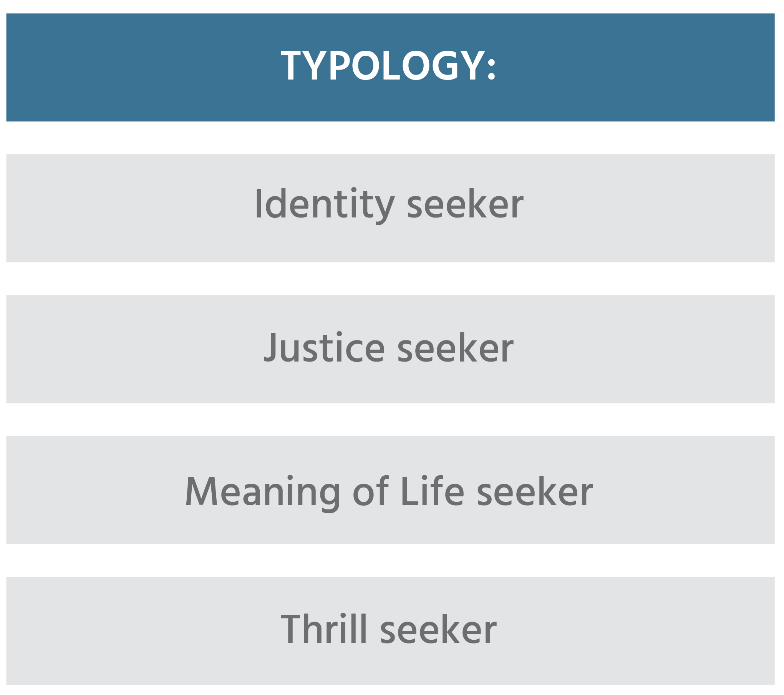 TYPOLOGY:
Identity seeker
Justice seeker
Meaning of Life seeker
Thrill seeker